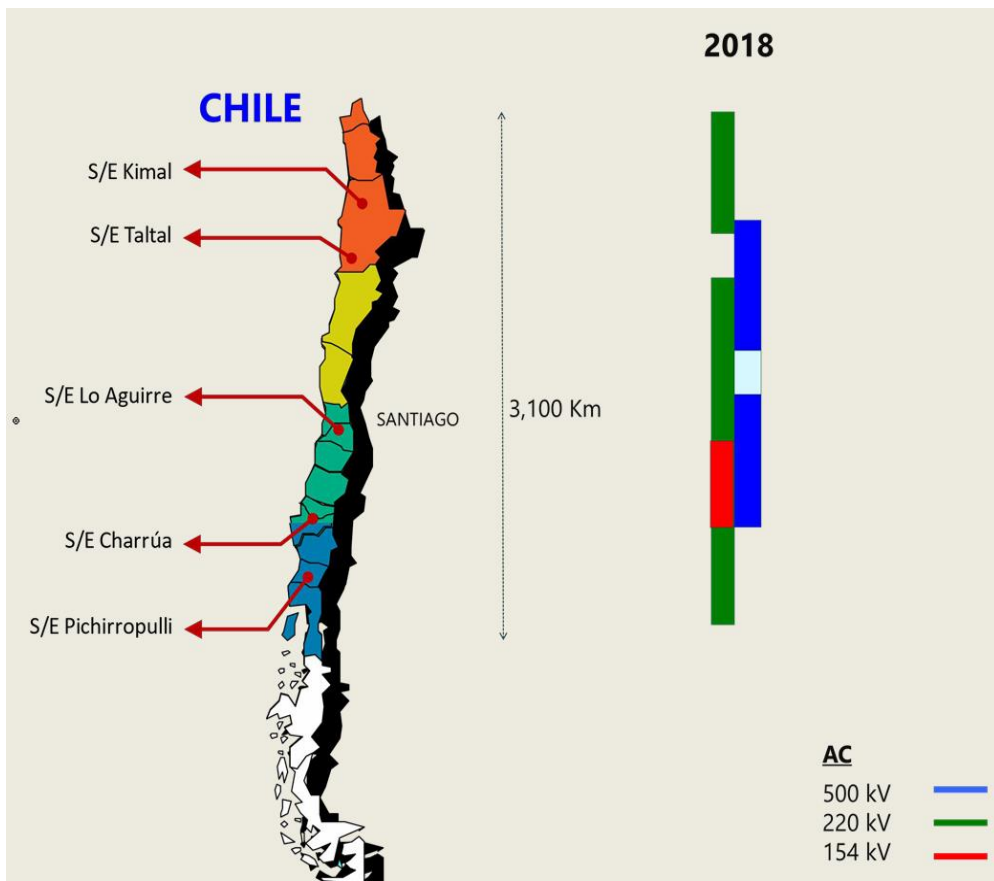 2018
CHILE
S/E Kimal
S/E Taltal
S/E Lo Aguirre
SANTIAGO
3,100 Km
S/E Charrúa
S/E Pichirropulli
AC
500 kV
220 kV
154 kV